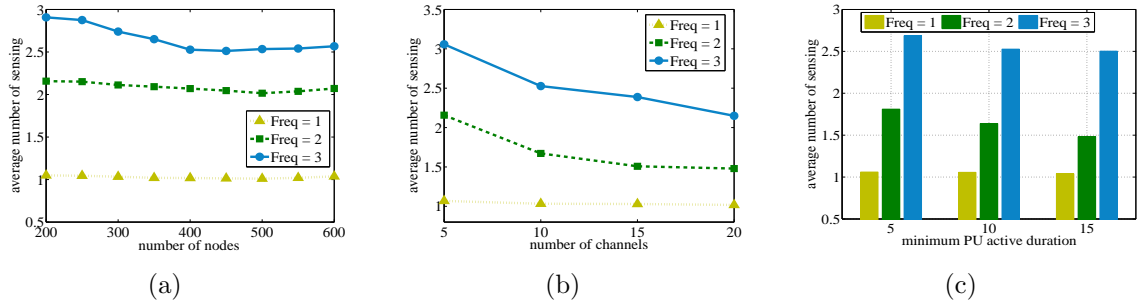 3
2.5
2
1.5
1
0.5
200
300
400
500
600
average number of sensing
number of nodes
Freq = 1
Freq = 2
Freq = 3
(a)
3.5
3
2.5
2
1.5
1
5
10
15
20
average number of sensing
number of channels
Freq = 1
Freq = 2
Freq = 3
(b)
3
2.5
2
1.5
1
0.5
5
10
15
average number of sensing
minimum PU active duration
Freq = 1 Freq = 2 Freq = 3
(c)